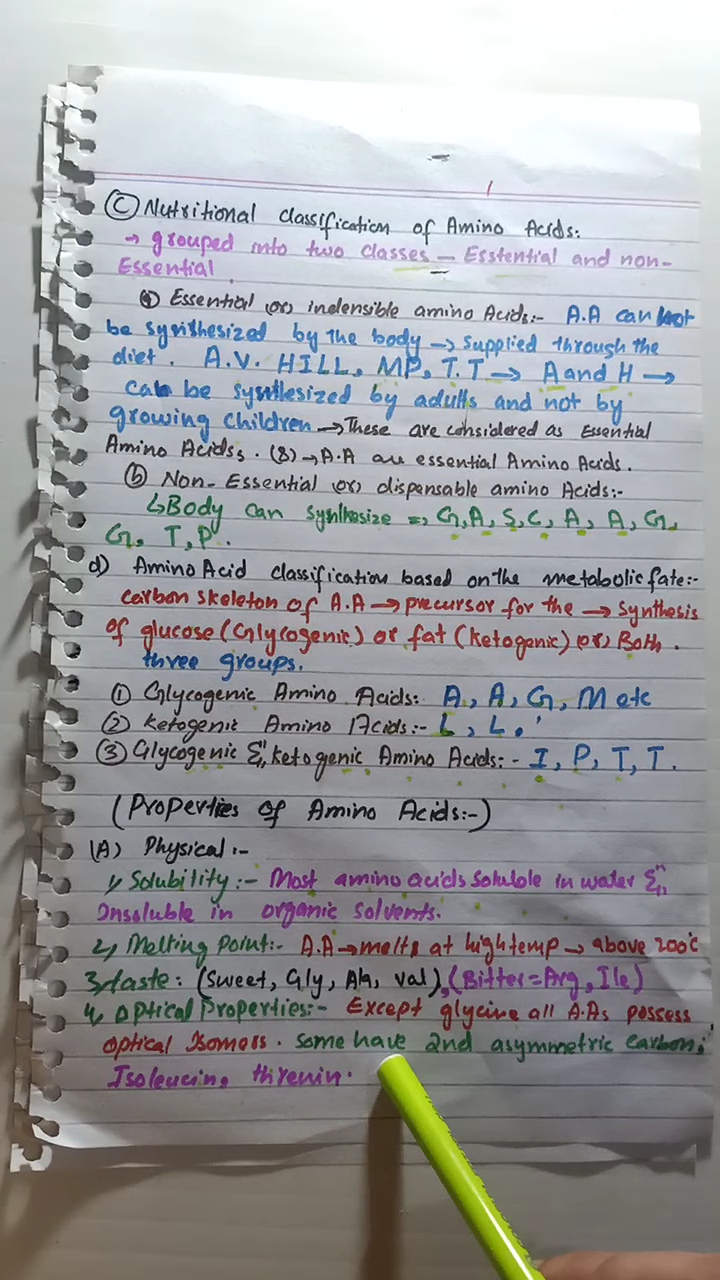 (C) Nutritional classification of Amino Acids:
→ grouped into two classes – Esstential and non-
Essential
(a) Essential (or) indensible amino Acids:- A.A can not
be synthesized by the body → supplied through the
diet. A.V. HILL, MP, T.T → A and H →
can be synthesized by adults and not by
growing children → These are considered as Essential
Amino Acids. (8) → A.A are essential Amino Acids.
(b) Non-Essential (or) dispensable amino Acids:-
↳ Body can synthesize ⇒ G, A, S, C, A, A, G,
G, T, P.
d) Amino Acid classification based on the metabolic fate:-
carbon skeleton of A.A → precursor for the → synthesis
of glucose (Glycogenic) or fat (ketogenic) or Both.
three groups.
① Glycogenic Amino Acids: A, A, G, M etc
② ketogenic Amino Acids:- L, L,
③ Glycogenic & ketogenic Amino Acids:- I, P, T, T.
(Properties of Amino Acids:-)
(A) Physical:-
1) Solubility:- Most amino acids soluble in water &
Insoluble in organic solvents.
2) Melting Point:- A.A → melts at high temp → above 200°C
3) taste: (Sweet, Gly, Ala, val), (Bitter = Arg, Ile)
4) Optical Properties:- Except glycine all A.As possess
optical Isomers. some have 2nd asymmetric carbon;
Isoleucine, threnin.